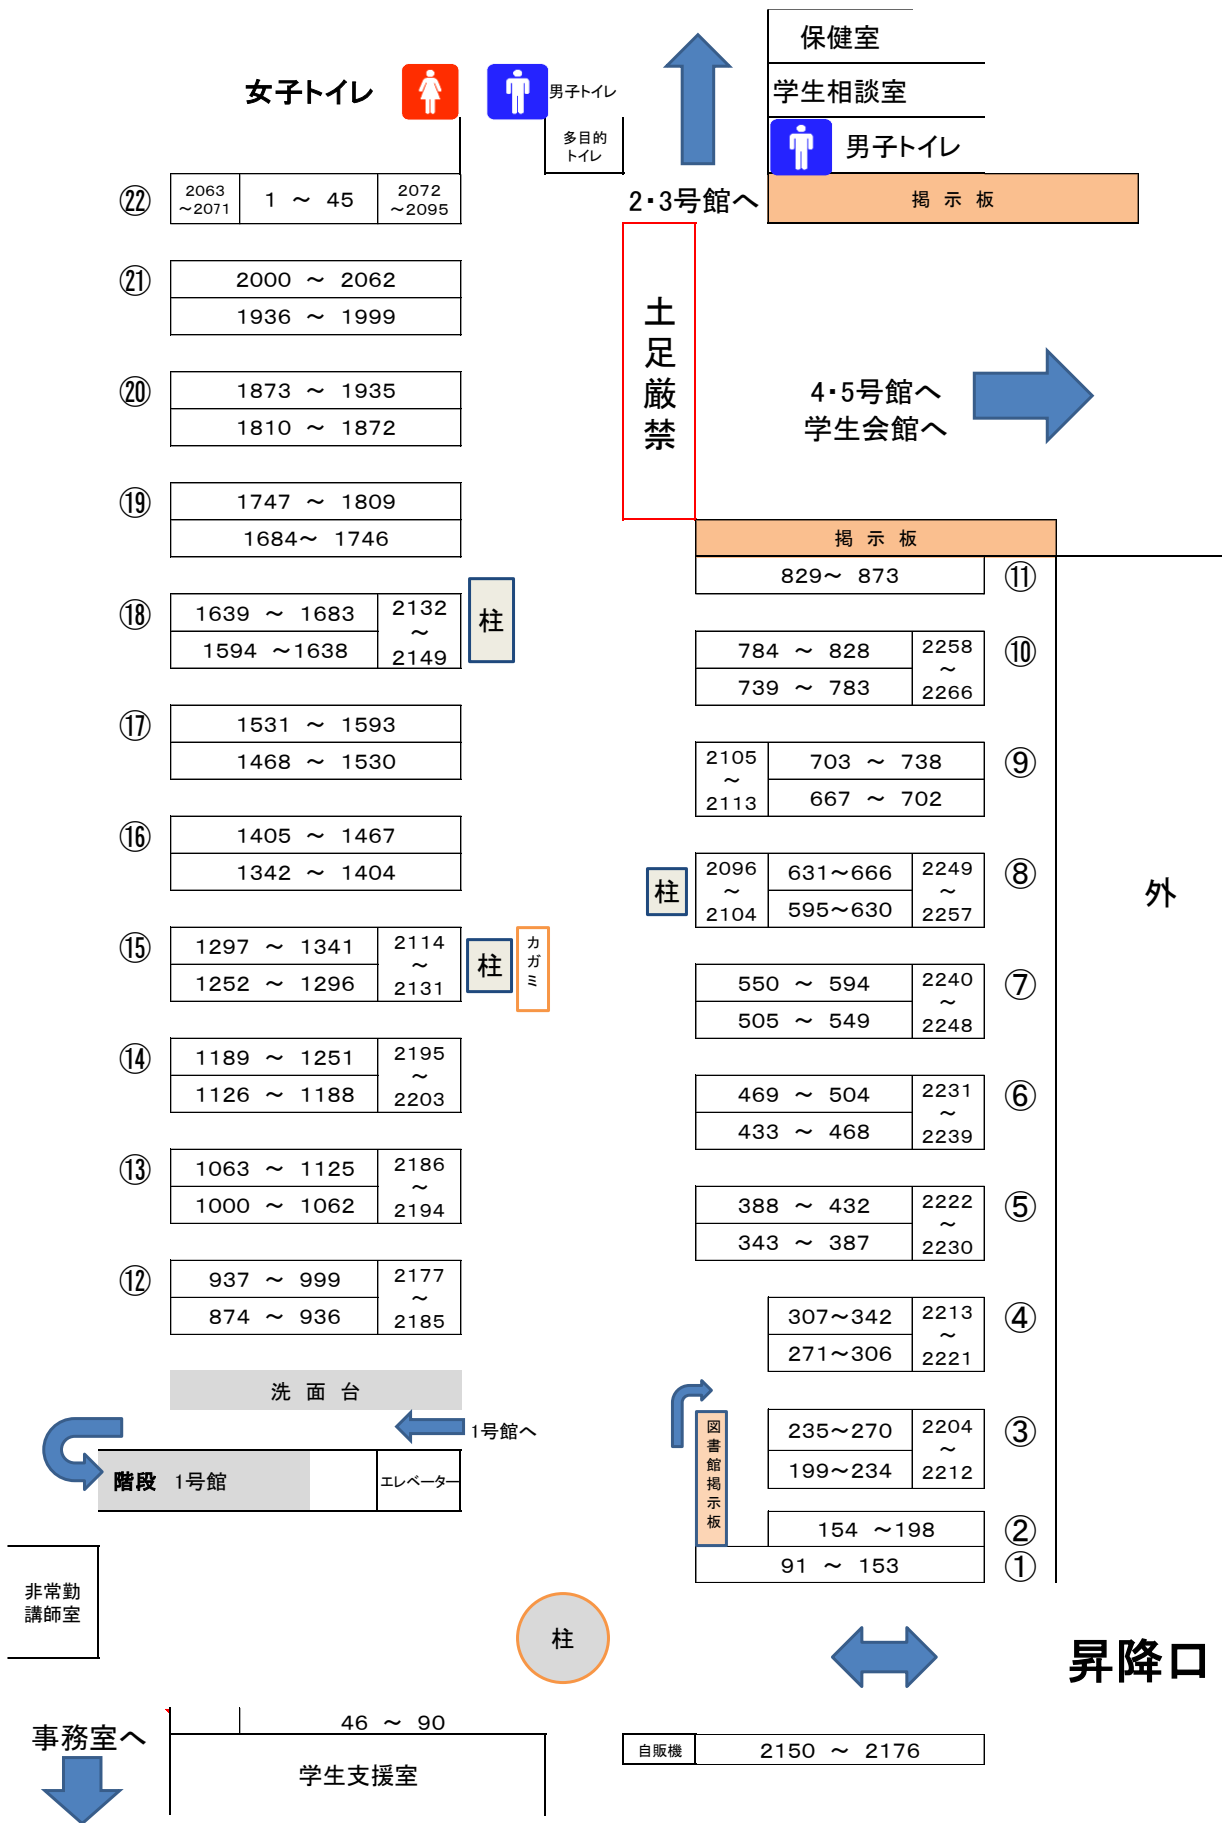 保健室
学生相談室
男子トイレ
女子トイレ
男子トイレ
多目的
トイレ
2・3号館へ
掲示板
㉒
2063
～2071
1 ～ 45
2072
～2095
㉑
2000 ～ 2062
1936 ～ 1999
⑳
1873 ～ 1935
1810 ～ 1872
⑲
1747 ～ 1809
1684～ 1746
⑱
1639 ～ 1683
1594 ～1638
2132
～
2149
柱
⑰
1531 ～ 1593
1468 ～ 1530
⑯
1405 ～ 1467
1342 ～ 1404
⑮
1297 ～ 1341
1252 ～ 1296
2114
～
2131
柱
カガミ
⑭
1189 ～ 1251
1126 ～ 1188
2195
～
2203
⑬
1063 ～ 1125
1000 ～ 1062
2186
～
2194
⑫
937 ～ 999
874 ～ 936
2177
～
2185
洗面台
1号館へ
階段 1号館
エレベーター
非常勤
講師室
柱
事務室へ
46 ～ 90
学生支援室
土足厳禁
4・5号館へ
学生会館へ
掲示板
829～ 873
⑪
784 ～ 828
739 ～ 783
2258
～
2266
⑩
2105
～
2113
703 ～ 738
667 ～ 702
⑨
柱
2096
～
2104
631～666
595～630
2249
～
2257
⑧
外
550 ～ 594
505 ～ 549
2240
～
2248
⑦
469 ～ 504
433 ～ 468
2231
～
2239
⑥
388 ～ 432
343 ～ 387
2222
～
2230
⑤
307～342
271～306
2213
～
2221
④
図書館掲示板
235～270
199～234
2204
～
2212
③
154 ～198
②
91 ～ 153
①
昇降口
自販機
2150 ～ 2176